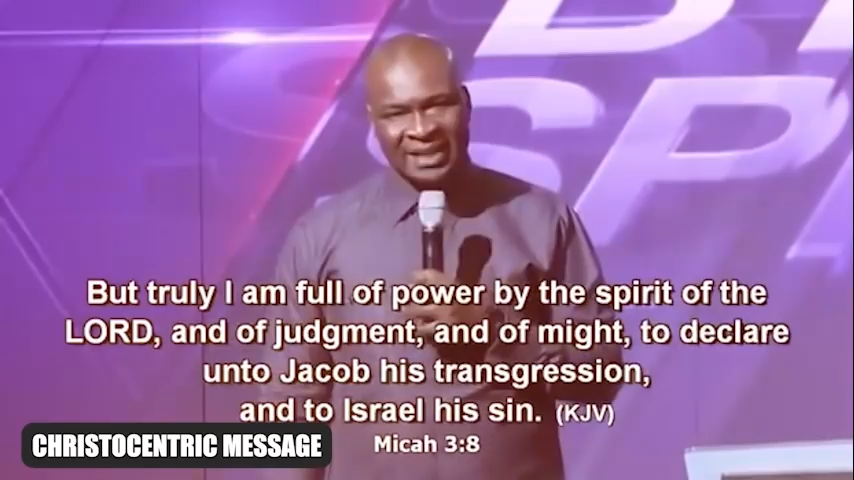 SPI
But truly I am full of power by the spirit of the
LORD, and of judgment, and of might, to declare
unto Jacob his transgression,
and to Israel his sin. (KJV)
Micah 3:8
CHRISTOCENTRIC MESSAGE